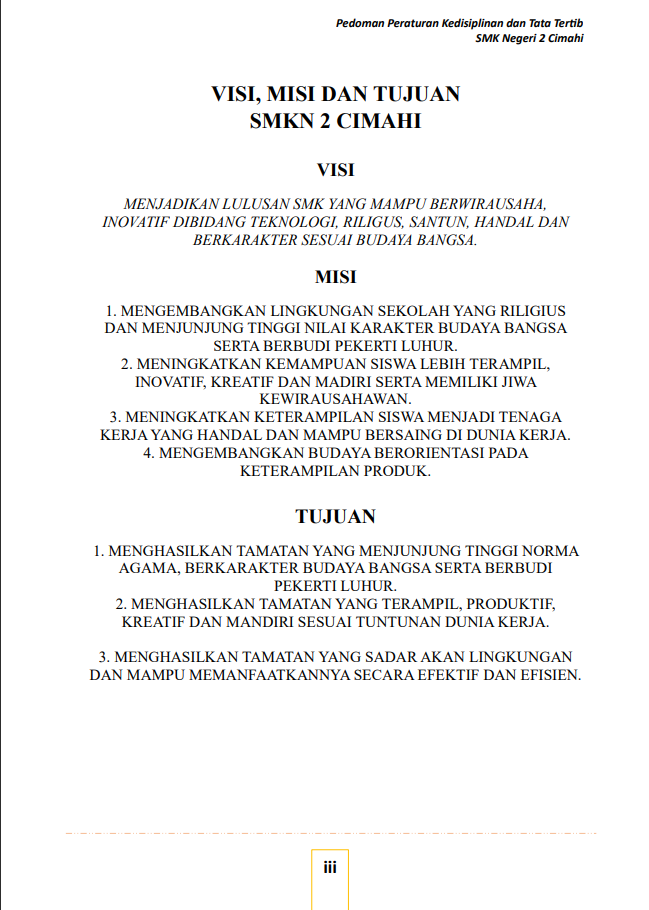 Pedoman Peraturan Kedisiplinan dan Tata Tertib
SMK Negeri 2 Cimahi
VISI, MISI DAN TUJUAN
SMKN 2 CIMAHI
VISI
MENJADIKAN LULUSAN SMK YANG MAMPU BERWIRAUSAHA,
INOVATIF DIBIDANG TEKNOLOGI, RILIGUS, SANTUN, HANDAL DAN
BERKARAKTER SESUAI BUDAYA BANGSA.
MISI
1. MENGEMBANGKAN LINGKUNGAN SEKOLAH YANG RILIGIUS
DAN MENJUNJUNG TINGGI NILAI KARAKTER BUDAYA BANGSA
SERTA BERBUDI PEKERTI LUHUR.
2. MENINGKATKAN KEMAMPUAN SISWA LEBIH TERAMPIL,
INOVATIF, KREATIF DAN MADIRI SERTA MEMILIKI JIWA
KEWIRAUSAHAWAN.
3. MENINGKATKAN KETERAMPILAN SISWA MENJADI TENAGA
KERJA YANG HANDAL DAN MAMPU BERSAING DI DUNIA KERJA.
4. MENGEMBANGKAN BUDAYA BERORIENTASI PADA
KETERAMPILAN PRODUK.
TUJUAN
1. MENGHASILKAN TAMATAN YANG MENJUNJUNG TINGGI NORMA
AGAMA, BERKARAKTER BUDAYA BANGSA SERTA BERBUDI
PEKERTI LUHUR.
2. MENGHASILKAN TAMATAN YANG TERAMPIL, PRODUKTIF,
KREATIF DAN MANDIRI SESUAI TUNTUNAN DUNIA KERJA.
3. MENGHASILKAN TAMATAN YANG SADAR AKAN LINGKUNGAN
DAN MAMPU MEMANFAATKANNYA SECARA EFEKTIF DAN EFISIEN.
iii